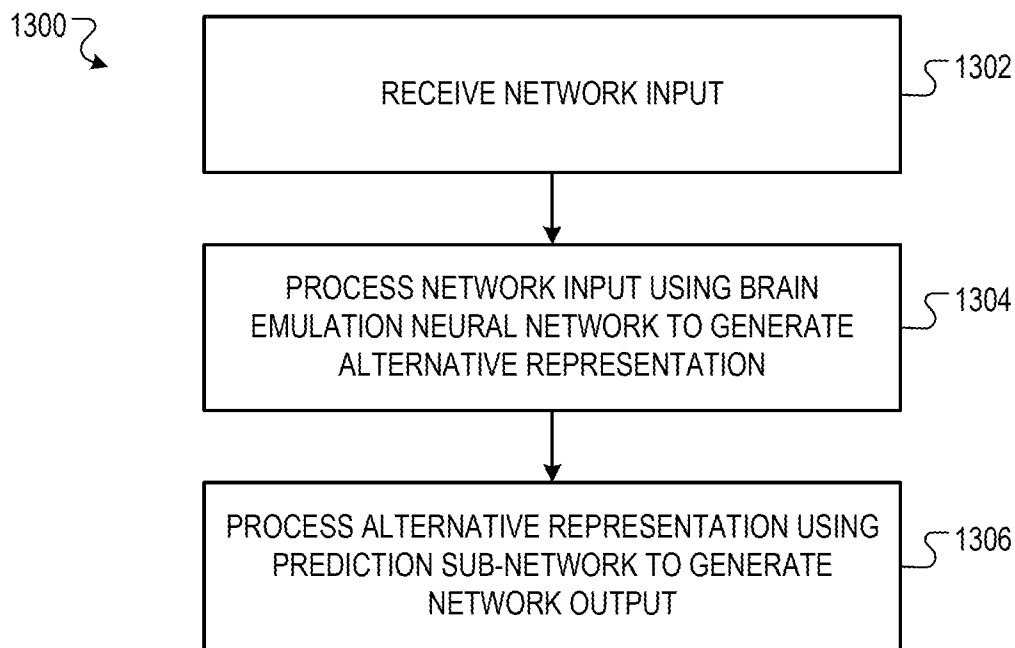 1300
RECEIVE NETWORK INPUT
1302
PROCESS NETWORK INPUT USING BRAIN
EMULATION NEURAL NETWORK TO GENERATE
ALTERNATIVE REPRESENTATION
1304
PROCESS ALTERNATIVE REPRESENTATION USING
PREDICTION SUB-NETWORK TO GENERATE
NETWORK OUTPUT
1306